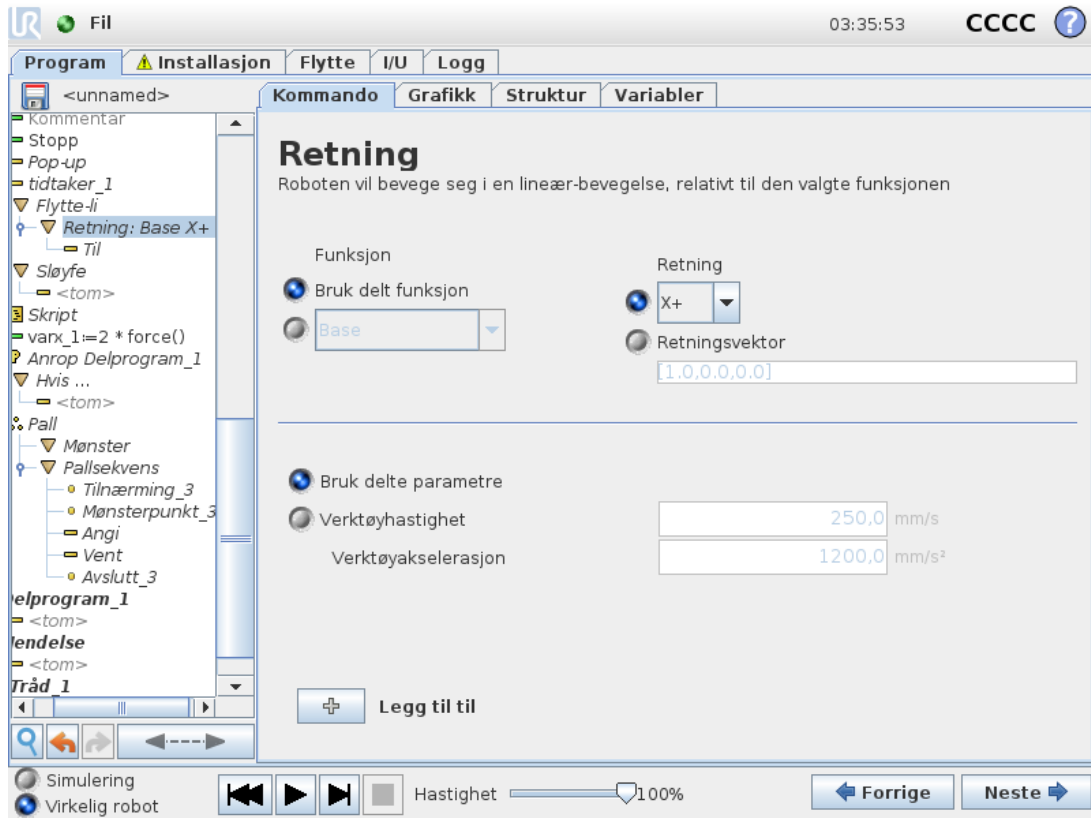 UR Fil 03:35:53 CCCC ?
Program Installasjon Flytte I/U Logg
<unnamed>
Kommando Grafikk Struktur Variabler
Kommentar
Stopp
Pop-up
tidtaker_1
Flytte-li
Retning: Base X+
Til
Sløyfe
<tom>
Skript
varx_1:=2 * force()
Anrop Delprogram_1
Hvis ...
<tom>
Pall
Mønster
Pallsekvens
Tilnærming_3
Mønsterpunkt_3
Angi
Vent
Avslutt_3
elprogram_1
<tom>
endelse
<tom>
Tråd_1
Retning
Roboten vil bevege seg i en lineær-bevegelse, relativt til den valgte funksjonen
Funksjon
Bruk delt funksjon
Base
Retning
X+
Retningsvektor
[1.0,0.0,0.0]
Bruk delte parametre
Verktøyhastighet 250,0 mm/s
Verktøyakselerasjon 1200,0 mm/s²
Legg til til
Simulering
Virkelig robot
Hastighet 100%
Forrige Neste